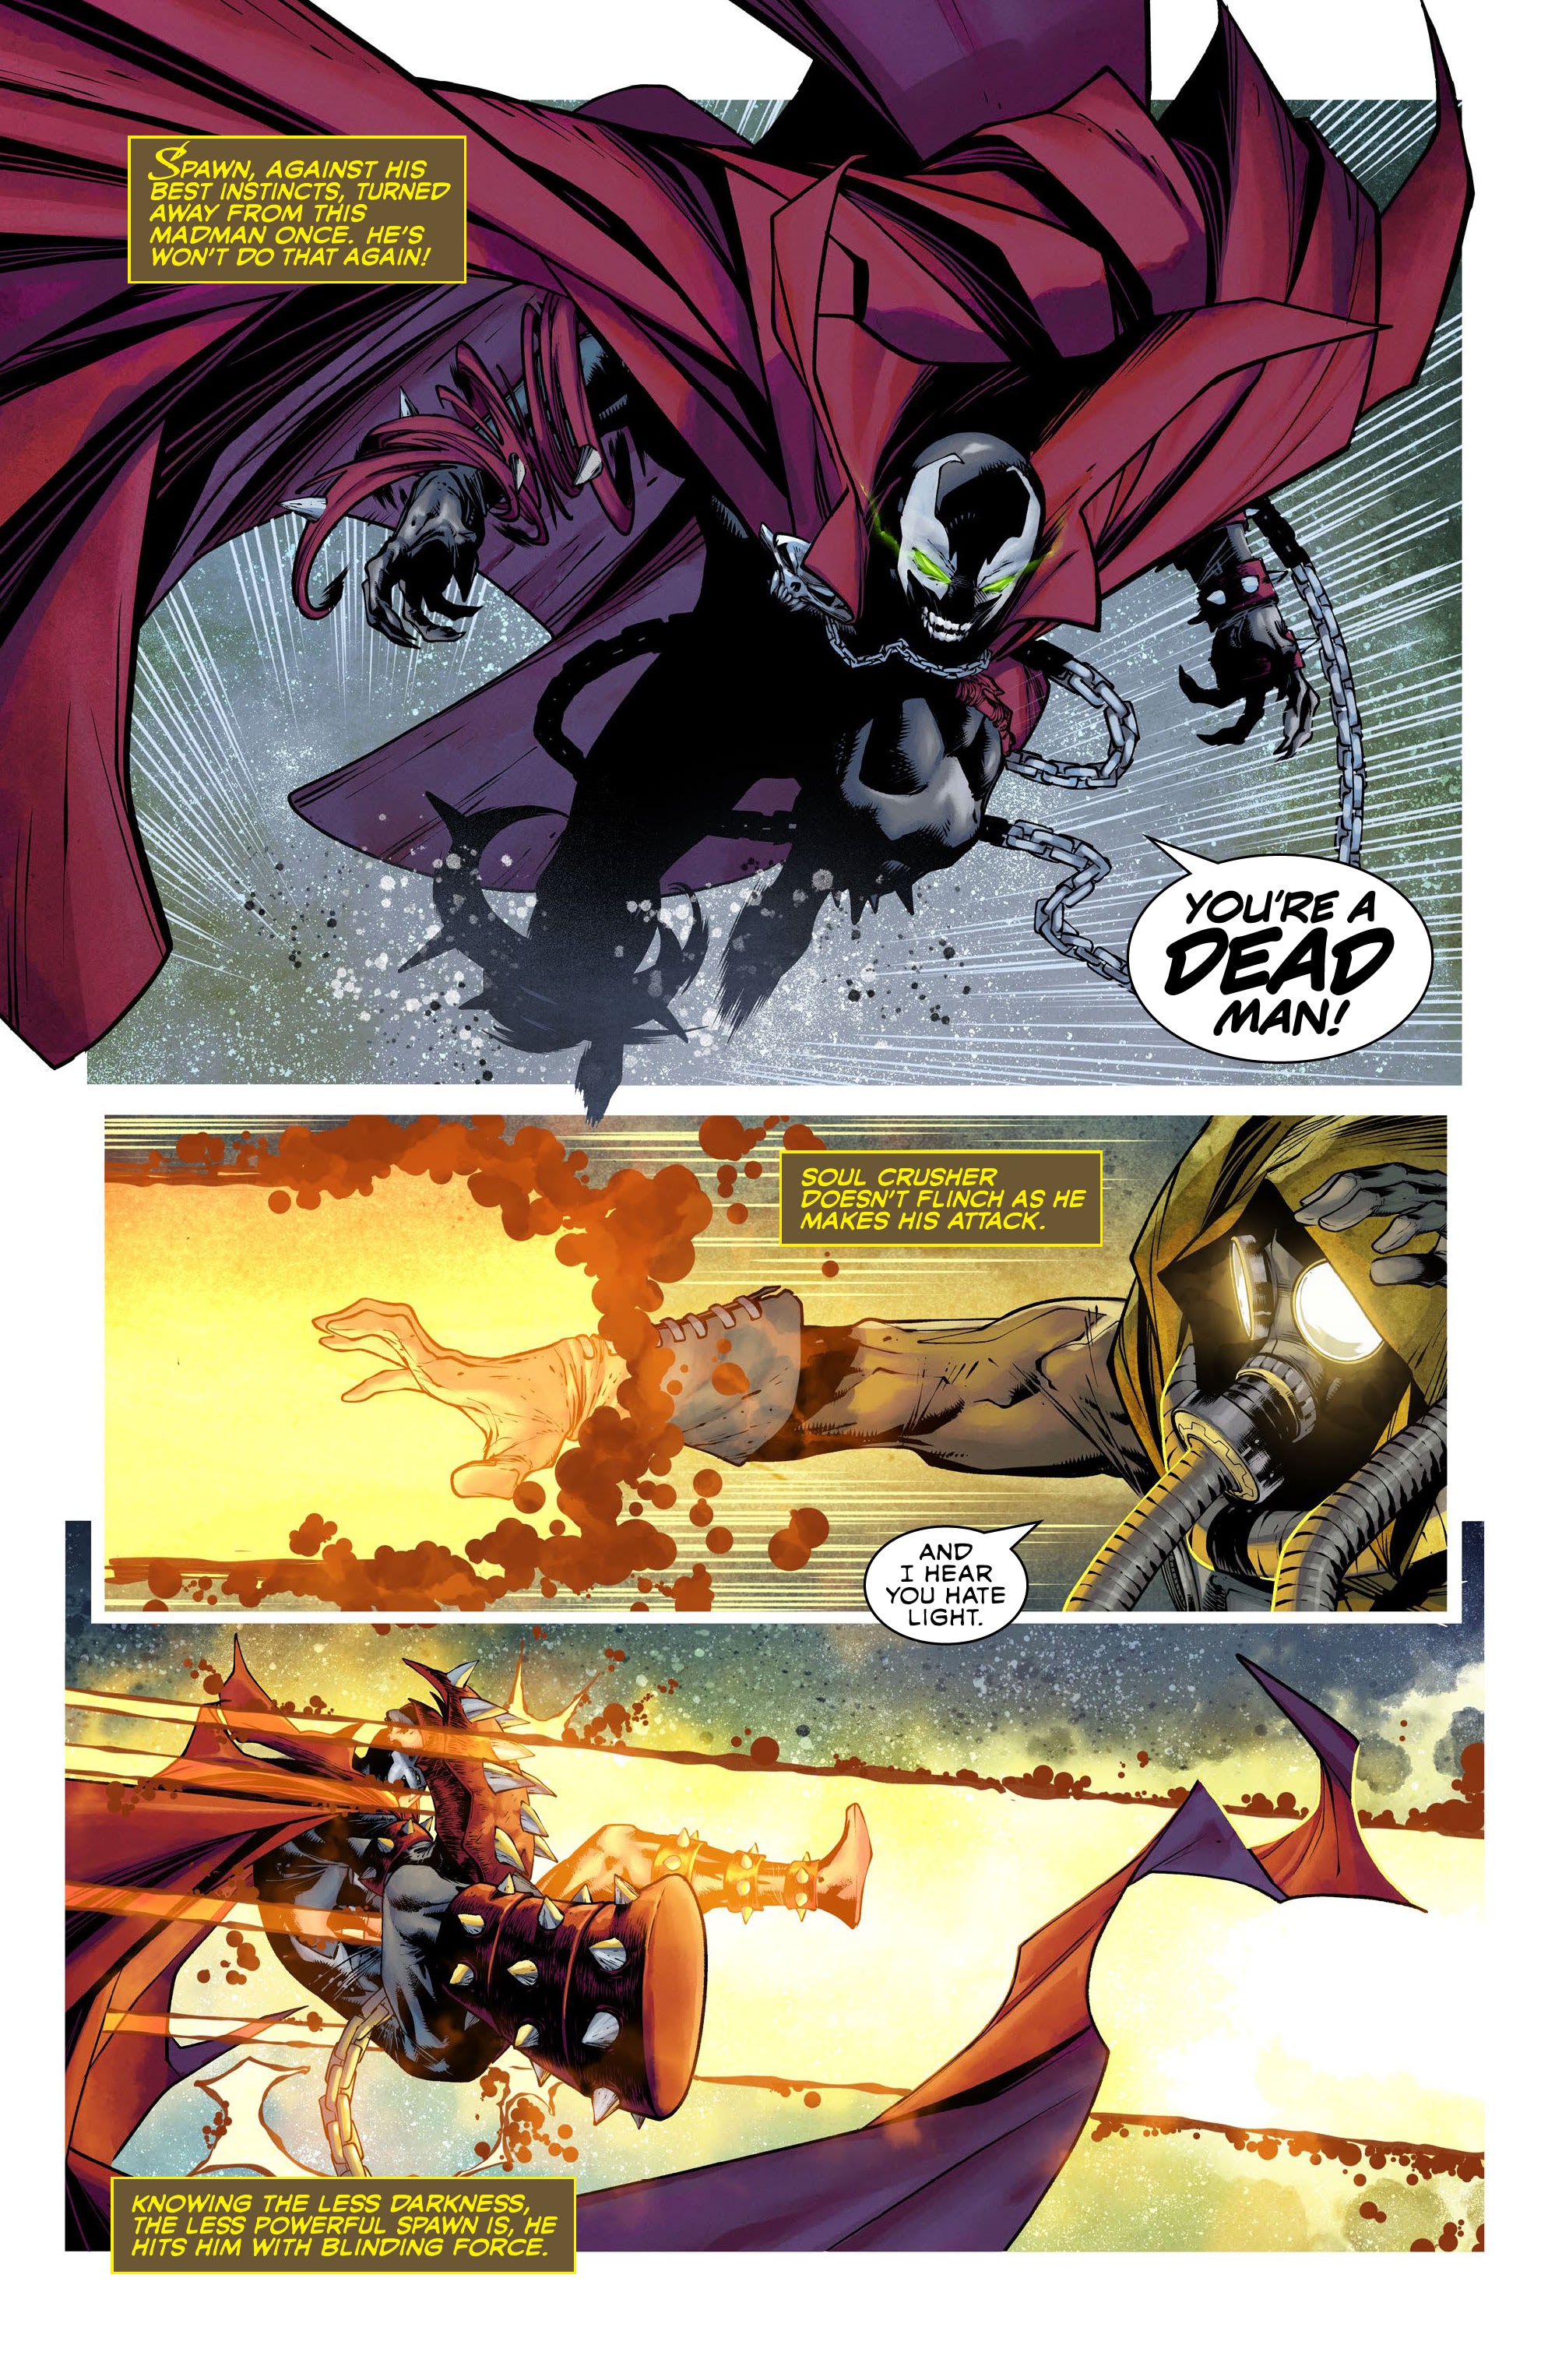 SPAWN, AGAINST HIS
BEST INSTINCTS, TURNED
AWAY FROM THIS
MADMAN ONCE. HE'S
WON'T DO THAT AGAIN!
YOU'RE A
DEAD
MAN!
SOUL CRUSHER
DOESN'T FLINCH AS HE
MAKES HIS ATTACK.
AND
I HEAR
YOU HATE
LIGHT.
KNOWING THE LESS DARKNESS,
THE LESS POWERFUL SPAWN IS, HE
HITS HIM WITH BLINDING FORCE.